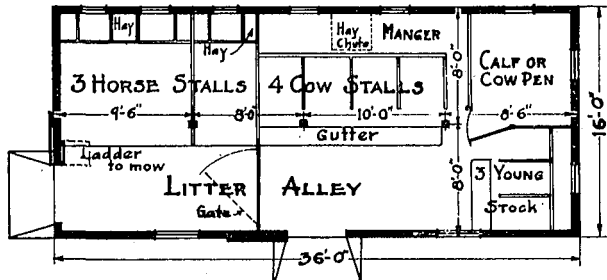 Hay
Hay
Hay
Chute
MANGER
CALF OR
COW PEN
3 HORSE STALLS
4 COW STALLS
8'-0"
9'-6"
8'-0"
10'-0"
8'-6"
16'-0"
Gutter
Ladder
to mow
LITTER ALLEY
8'-0"
3 YOUNG
STOCK
Gate
36'-0"